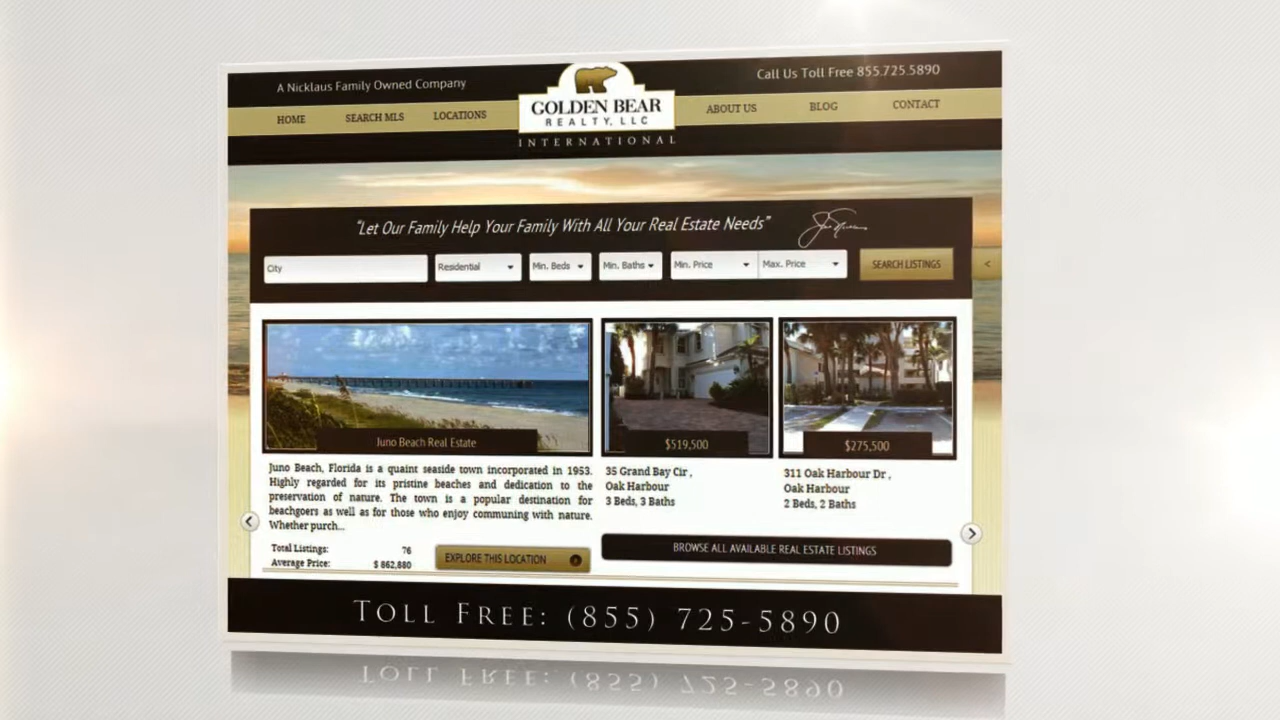 A Nicklaus Family Owned Company
Call Us Toll Free 855.725.5890
HOME SEARCH MLS LOCATIONS
GOLDEN BEAR
REALTY, LLC
INTERNATIONAL
ABOUT US BLOG CONTACT
"Let Our Family Help Your Family With All Your Real Estate Needs"
City Residential Min. Beds Min. Baths Min. Price Max. Price SEARCH LISTINGS <
Juno Beach Real Estate
Juno Beach, Florida is a quaint seaside town incorporated in 1953.
Highly regarded for its pristine beaches and dedication to the
preservation of nature. The town is a popular destination for
beachgoers as well as for those who enjoy communing with nature.
Whether purch...
Total Listings: 76
Average Price: $ 862,880
EXPLORE THIS LOCATION
$519,500
35 Grand Bay Cir ,
Oak Harbour
3 Beds, 3 Baths
$275,500
311 Oak Harbour Dr ,
Oak Harbour
2 Beds, 2 Baths
BROWSE ALL AVAILABLE REAL ESTATE LISTINGS
TOLL FREE: (855) 725-5890